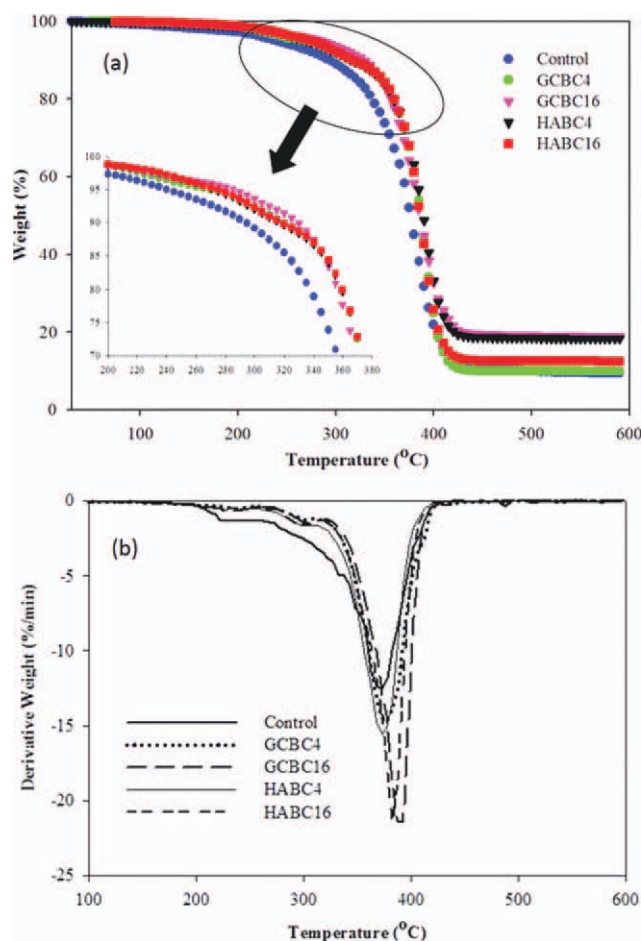 (a)
Control
GCBC4
GCBC16
HABC4
HABC16
Weight (%)
100
80
60
40
20
0
100
95
90
85
80
75
70
200 220 240 260 280 300 320 340 360 380
0 100 200 300 400 500 600
Temperature (°C)
(b)
Derivative Weight (%/min)
0
-5
-10
-15
-20
-25
Control
GCBC4
GCBC16
HABC4
HABC16
100 200 300 400 500 600
Temperature (°C)